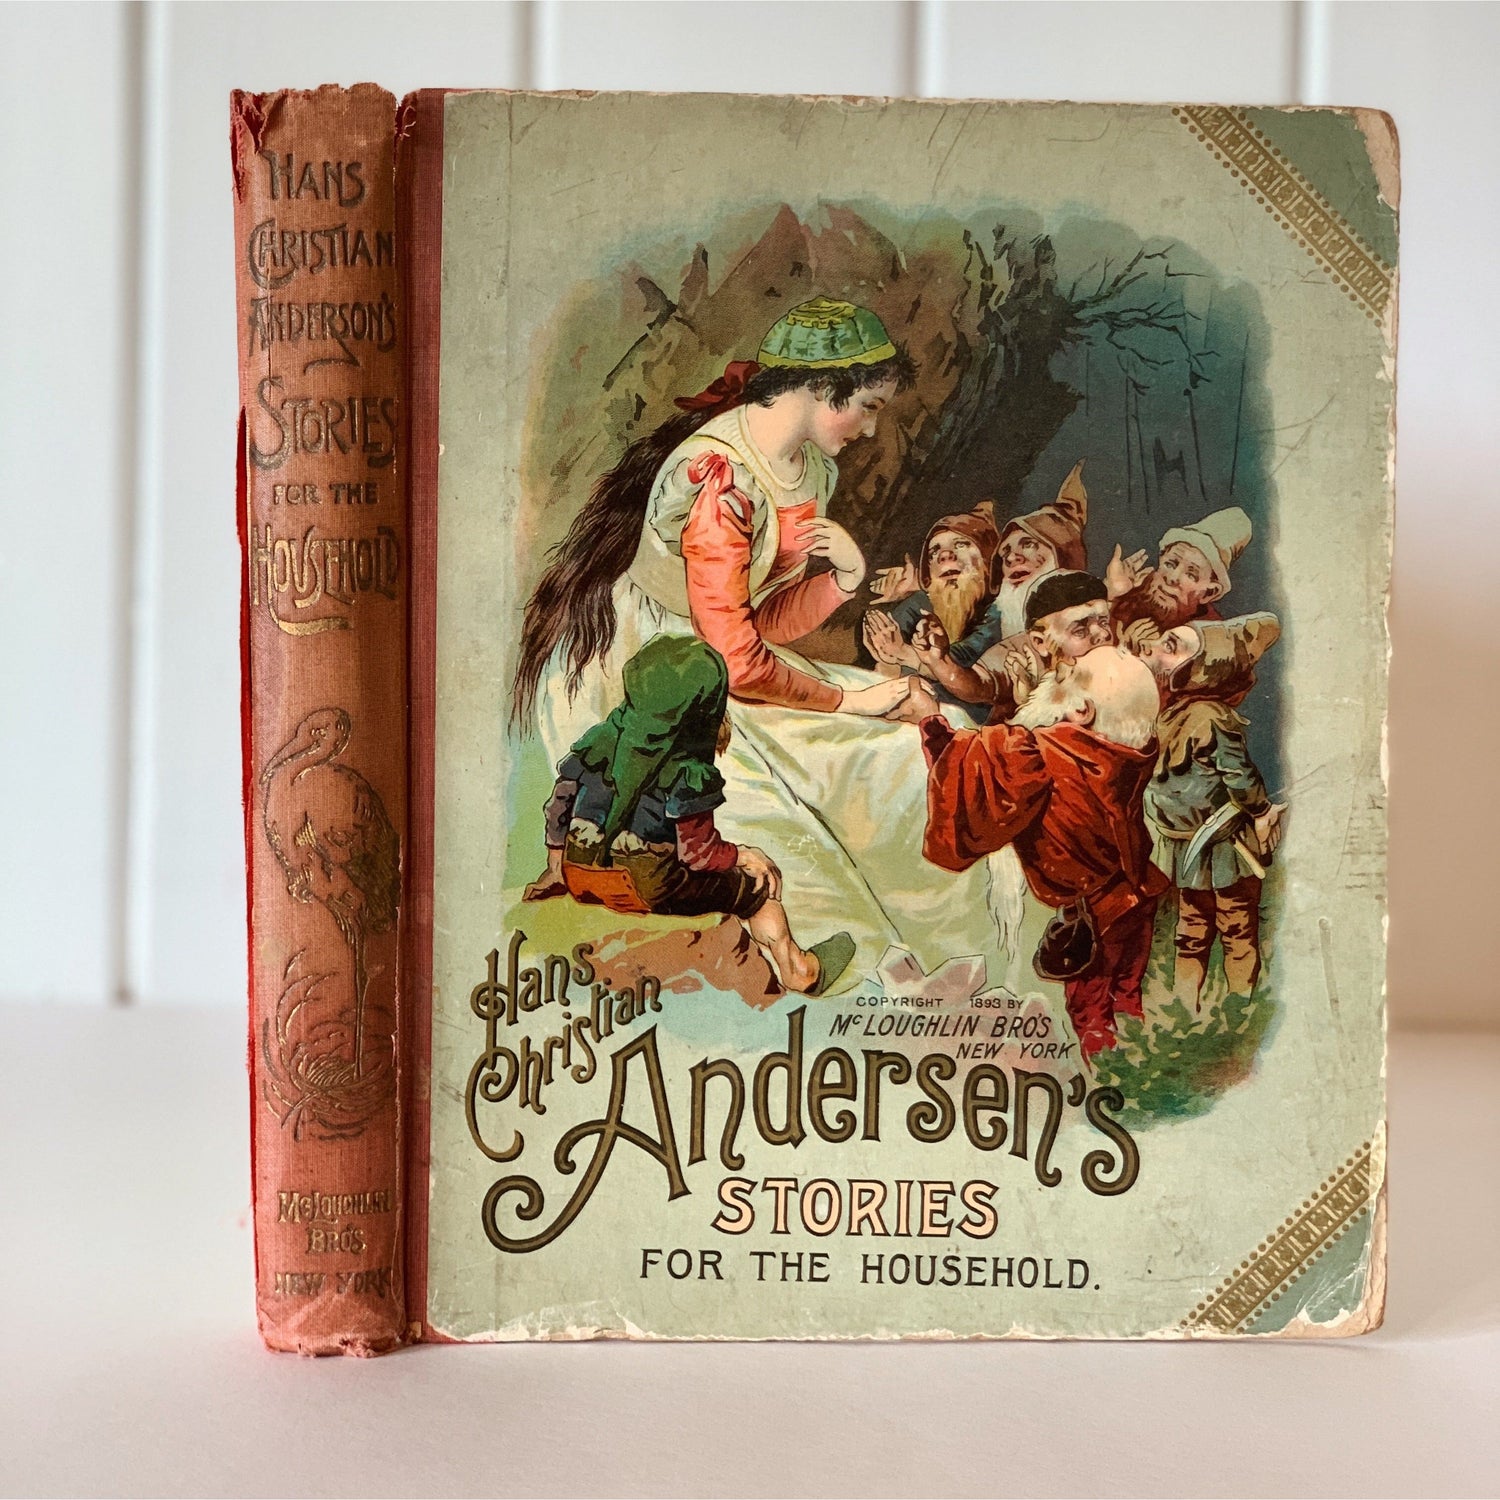 HANS
CHRISTIAN
ANDERSON'S
STORIES
FOR THE
HOUSEHOLD
McLOUGHLIN
BRO'S.
NEW YORK
COPYRIGHT 1893 BY
McLOUGHLIN BRO'S
NEW YORK
Hans
Christian
Andersen's
STORIES
FOR THE HOUSEHOLD.